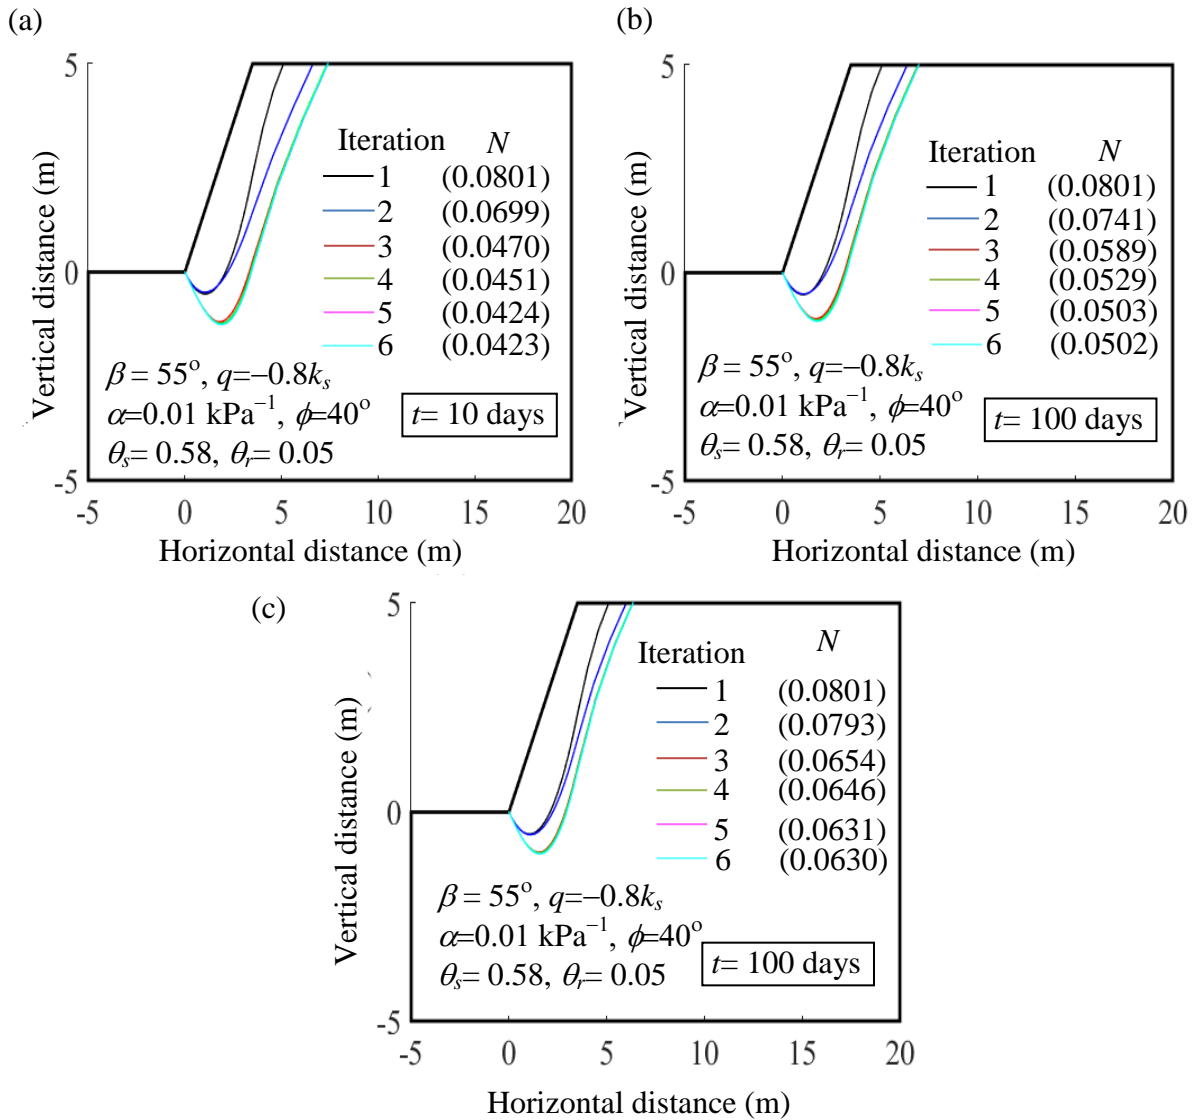 (a)
5
0
-5
Vertical distance (m)
Iteration N
1 (0.0801)
2 (0.0699)
3 (0.0470)
4 (0.0451)
5 (0.0424)
6 (0.0423)
β = 55°, q=−0.8kₛ
α=0.01 kPa⁻¹, ϕ=40°
θₛ= 0.58, θᵣ= 0.05
t= 10 days
-5 0 5 10 15 20
Horizontal distance (m)
(b)
5
0
-5
Vertical distance (m)
Iteration N
1 (0.0801)
2 (0.0741)
3 (0.0589)
4 (0.0529)
5 (0.0503)
6 (0.0502)
β = 55°, q=−0.8kₛ
α=0.01 kPa⁻¹, ϕ=40°
θₛ= 0.58, θᵣ= 0.05
t= 100 days
-5 0 5 10 15 20
Horizontal distance (m)
(c)
5
0
-5
Vertical distance (m)
Iteration N
1 (0.0801)
2 (0.0793)
3 (0.0654)
4 (0.0646)
5 (0.0631)
6 (0.0630)
β = 55°, q=−0.8kₛ
α=0.01 kPa⁻¹, ϕ=40°
θₛ= 0.58, θᵣ= 0.05
t= 100 days
-5 0 5 10 15 20
Horizontal distance (m)